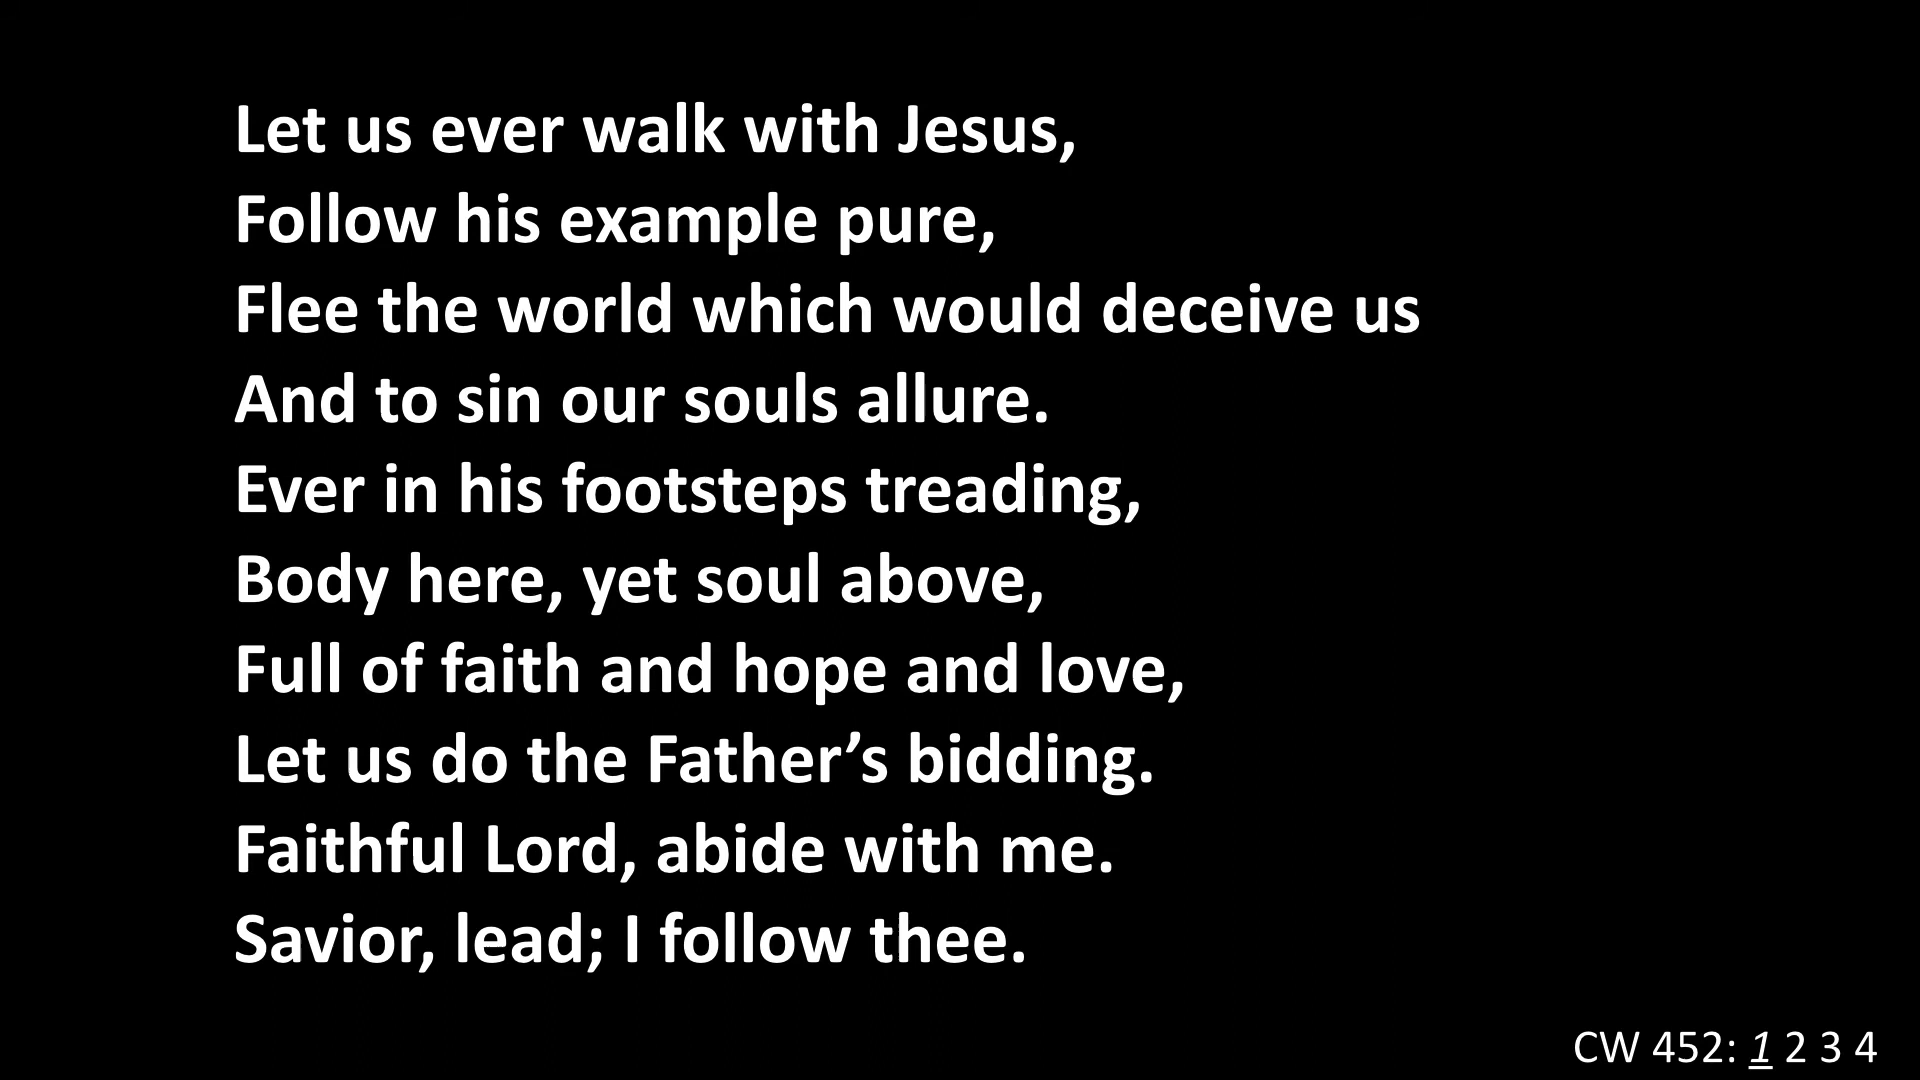 Let us ever walk with Jesus,
Follow his example pure,
Flee the world which would deceive us
And to sin our souls allure.
Ever in his footsteps treading,
Body here, yet soul above,
Full of faith and hope and love,
Let us do the Father’s bidding.
Faithful Lord, abide with me.
Savior, lead; I follow thee.
CW 452: 1 2 3 4